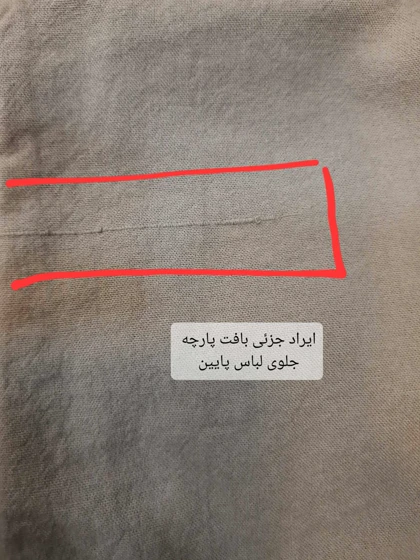 ایراد جزئی بافت پارچه
جلوی لباس پایین